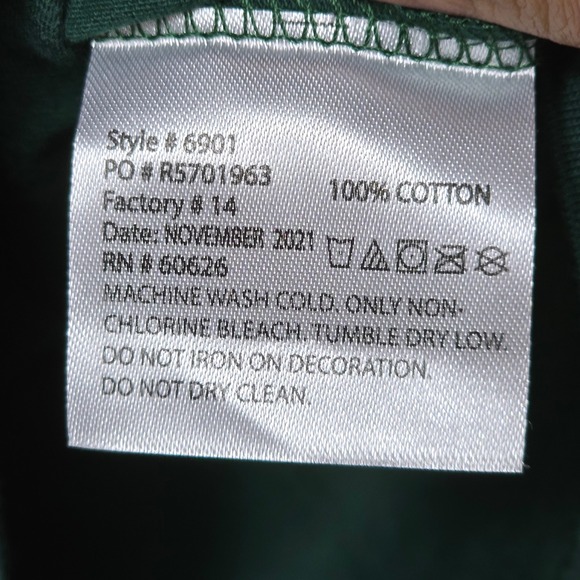 Style # 6901
PO # R5701963
100% COTTON
Factory # 14
Date: NOVEMBER 2021
RN # 60626
MACHINE WASH COLD. ONLY NON-
CHLORINE BLEACH. TUMBLE DRY LOW.
DO NOT IRON ON DECORATION.
DO NOT DRY CLEAN.